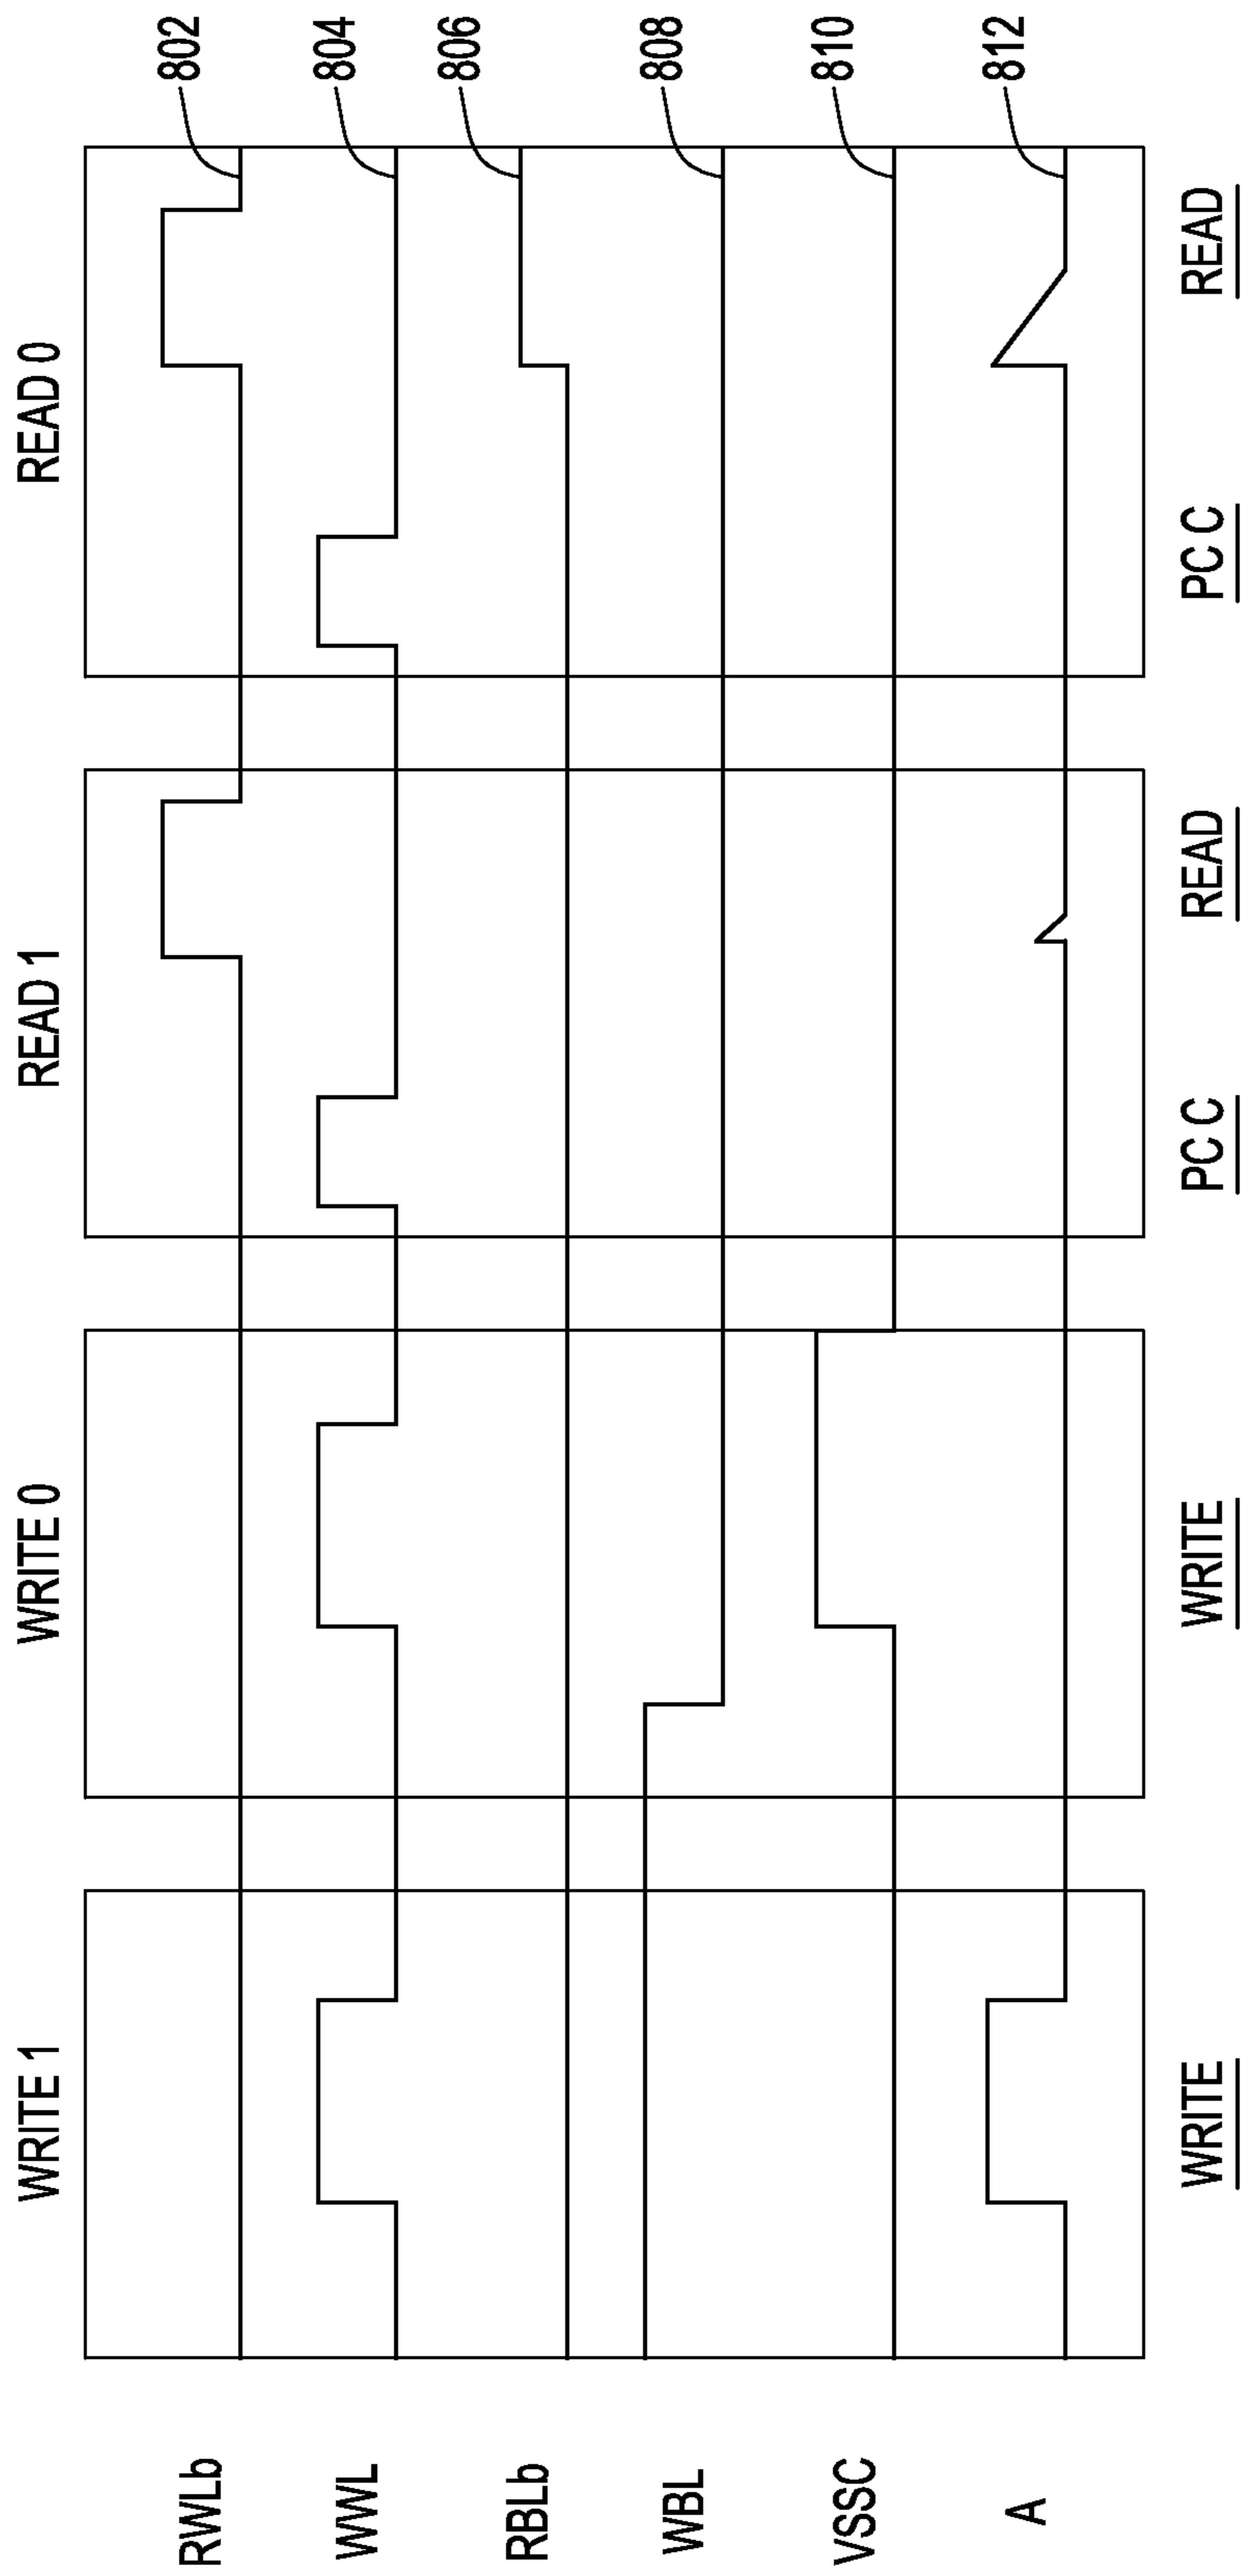 WRITE 1 WRITE 0 READ 1 READ 0
RWLb 802
WWL 804
RBLb 806
WBL 808
VSSC 810
A 812
WRITE WRITE PC C READ PC C READ